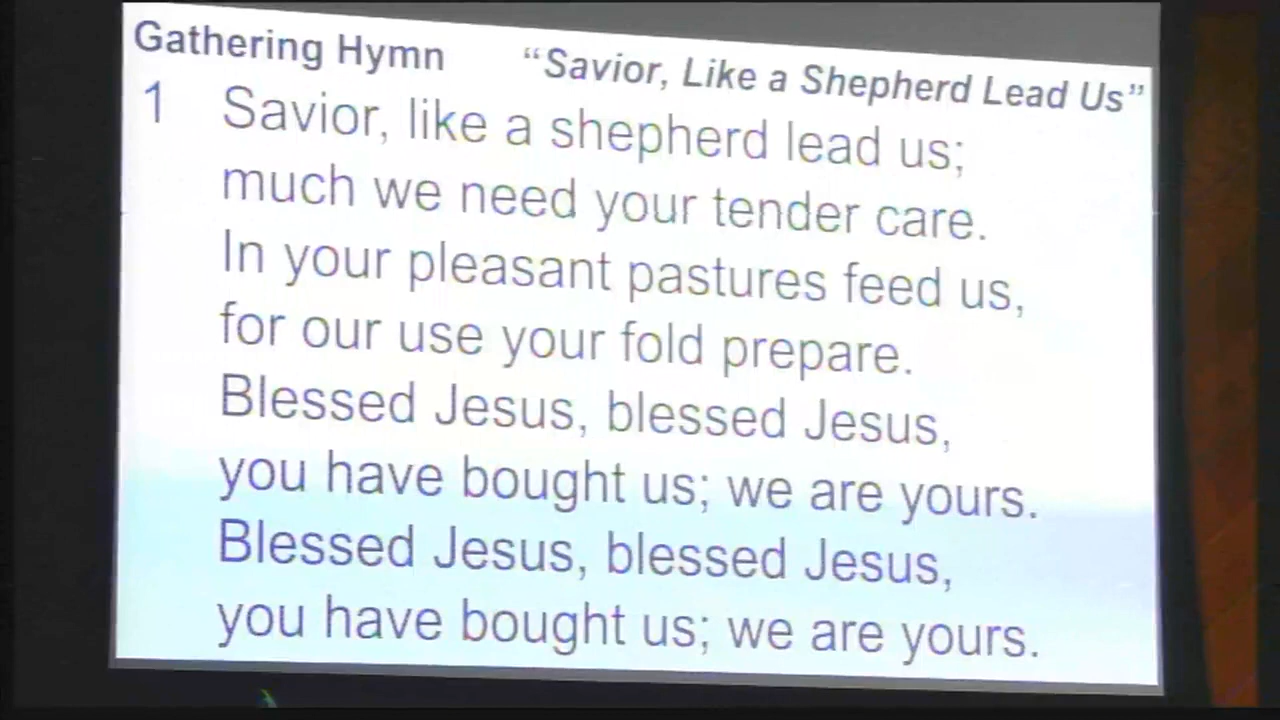 Gathering Hymn “Savior, Like a Shepherd Lead Us”
1 Savior, like a shepherd lead us;
much we need your tender care.
In your pleasant pastures feed us,
for our use your fold prepare.
Blessed Jesus, blessed Jesus,
you have bought us; we are yours.
Blessed Jesus, blessed Jesus,
you have bought us; we are yours.